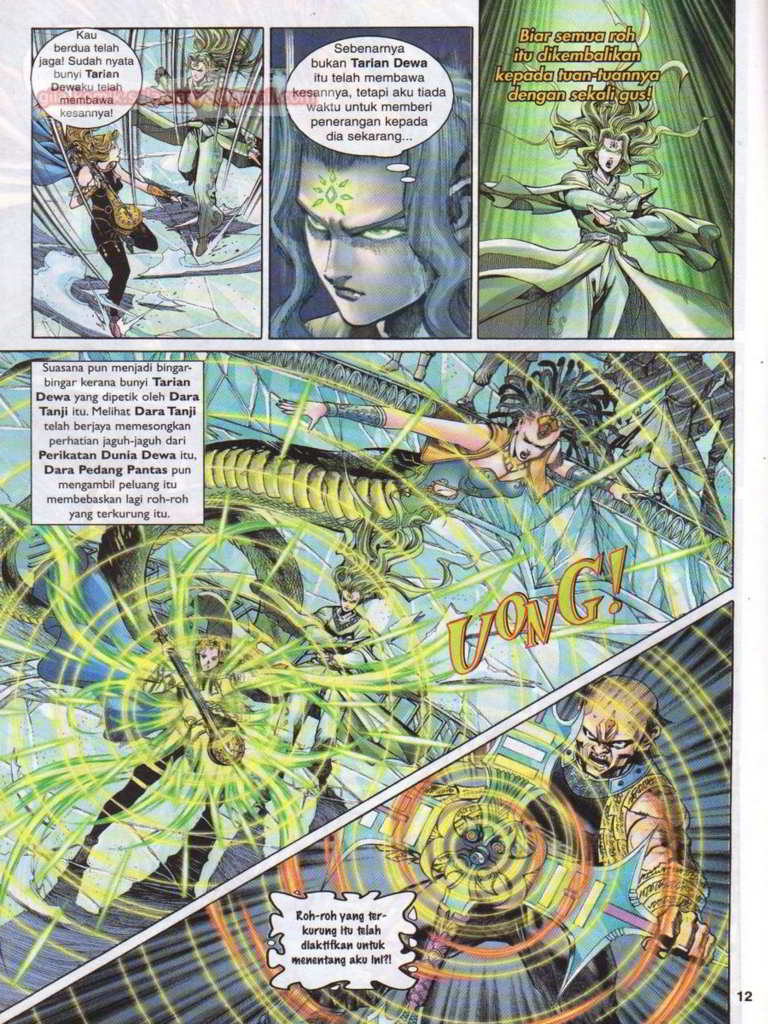 Kau
berdua telah
jaga! Sudah nyata
bunyi Tarian
Dewaku telah
membawa
kesannya!
Sebenarnya
bukan Tarian Dewa
itu telah membawa
kesannya, tetapi aku tiada
waktu untuk memberi
penerangan kepada
dia sekarang...
Biar semua roh
itu dikembalikan
kepada tuan-tuannya
dengan sekali gus!
Suasana pun menjadi bingar-
bingar kerana bunyi Tarian
Dewa yang dipetik oleh Dara
Tanji itu. Melihat Dara Tanji
telah berjaya memesongkan
perhatian jaguh-jaguh dari
Perikatan Dunia Dewa itu,
Dara Pedang Pantas pun
mengambil peluang itu
membebaskan lagi roh-roh
yang terkurung itu.
UONG!
Roh-roh yang ter-
kurung itu telah
diaktifkan untuk
menentang aku ini?!
12